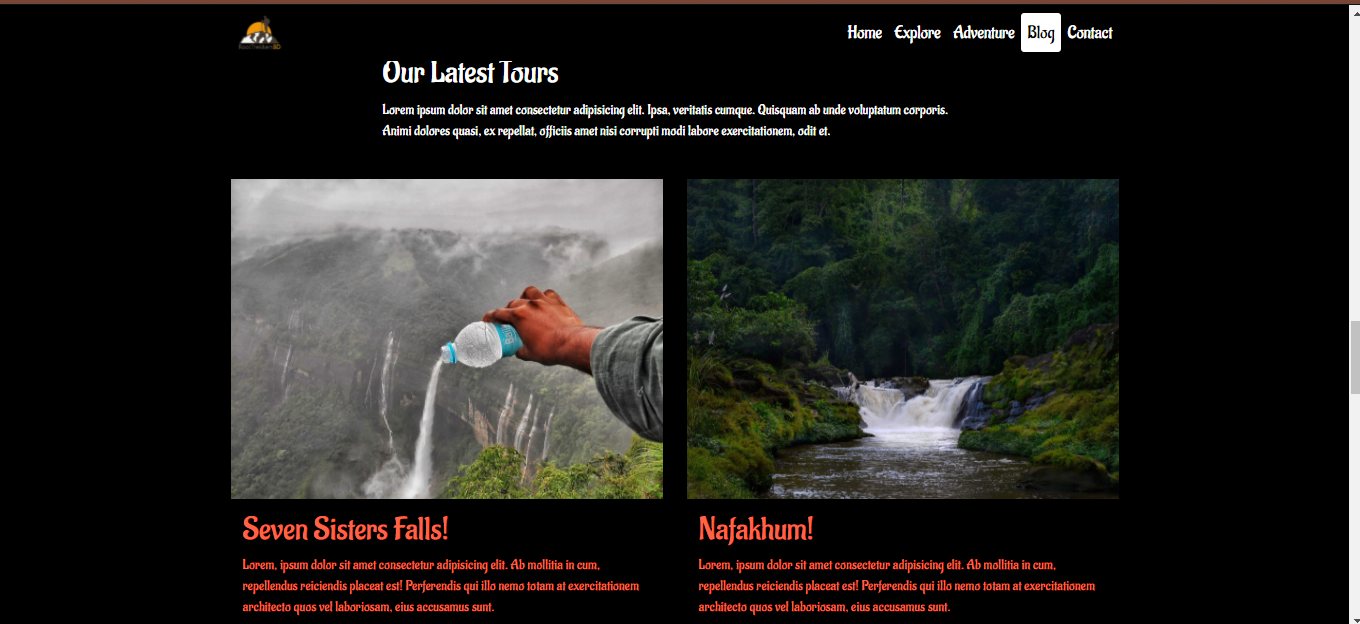 Home Explore Adventure Blog Contact
Our Latest Tours
Lorem ipsum dolor sit amet consectetur adipisicing elit. Ipsa, veritatis cumque. Quisquam ab unde voluptatum corporis.
Animi dolores quasi, ex repellat, officiis amet nisi corrupti modi labore exercitationem, odit et.
Seven Sisters Falls!
Lorem, ipsum dolor sit amet consectetur adipisicing elit. Ab mollitia in cum,
repellendus reiciendis placeat est! Perferendis qui illo nemo totam at exercitationem
architecto quos vel laboriosam, eius accusamus sunt.
Nafakhum!
Lorem, ipsum dolor sit amet consectetur adipisicing elit. Ab mollitia in cum,
repellendus reiciendis placeat est! Perferendis qui illo nemo totam at exercitationem
architecto quos vel laboriosam, eius accusamus sunt.